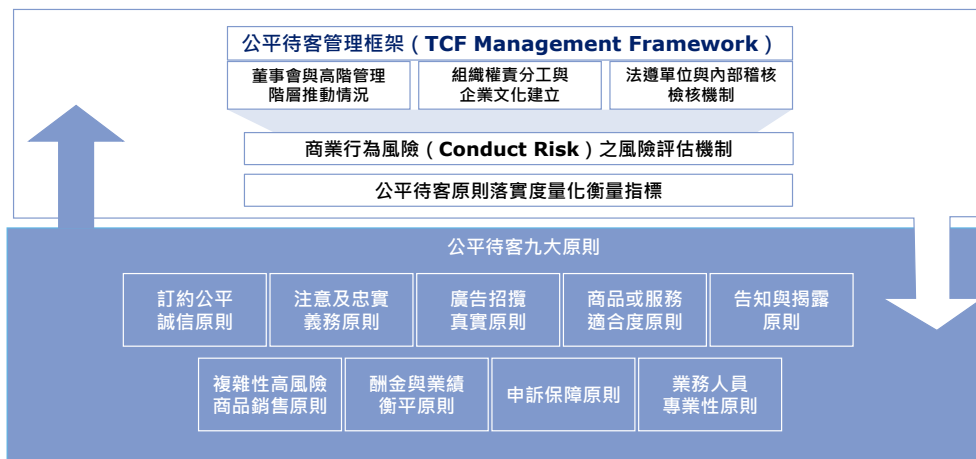 公平待客管理框架（TCF Management Framework）
董事會與高階管理
階層推動情況
組織權責分工與
企業文化建立
法遵單位與內部稽核
檢核機制
商業行為風險（Conduct Risk）之風險評估機制
公平待客原則落實度量化衡量指標
公平待客九大原則
訂約公平
誠信原則
注意及忠實
義務原則
廣告招攬
真實原則
商品或服務
適合度原則
告知與揭露
原則
複雜性高風險
商品銷售原則
酬金與業績
衡平原則
申訴保障原則
業務人員
專業性原則